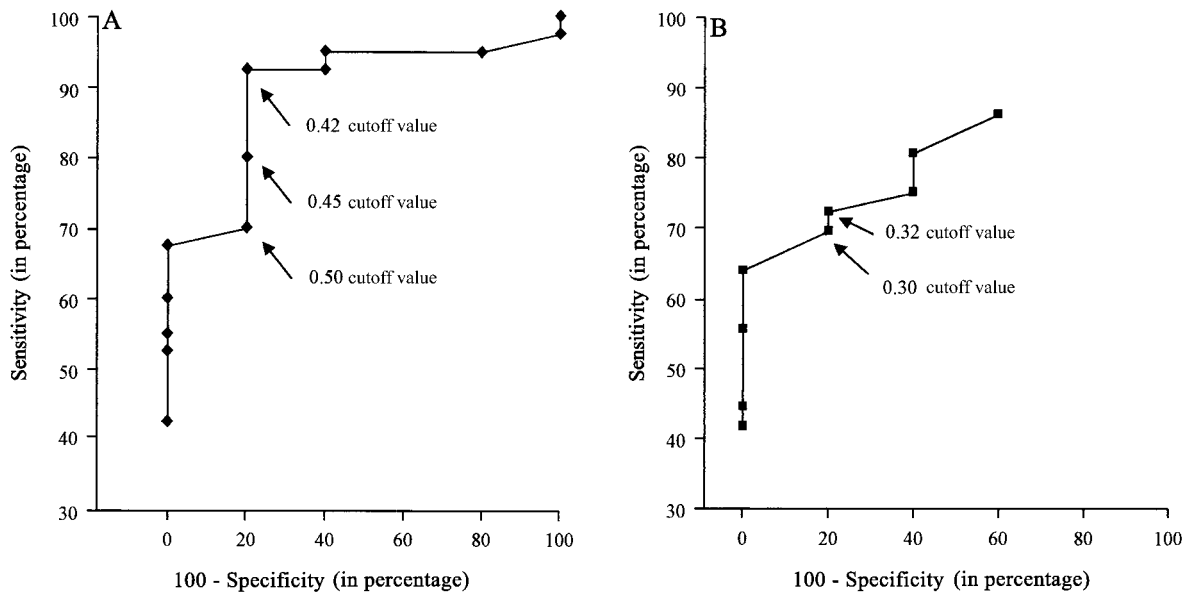 A
100
90
80
70
60
50
40
30
Sensitivity (in percentage)
0.42 cutoff value
0.45 cutoff value
0.50 cutoff value
0 20 40 60 80 100
100 - Specificity (in percentage)
B
100
90
80
70
60
50
40
30
Sensitivity (in percentage)
0.32 cutoff value
0.30 cutoff value
0 20 40 60 80 100
100 - Specificity (in percentage)